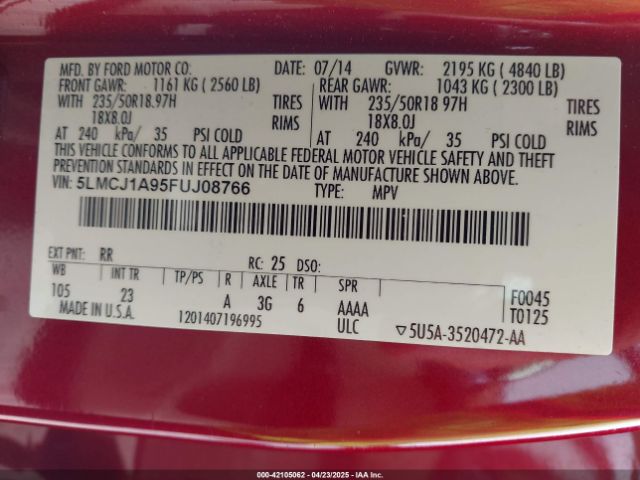 MFD. BY FORD MOTOR CO. DATE: 07/14 GVWR: 2195 KG ( 4840 LB)
FRONT GAWR: 1161 KG ( 2560 LB) REAR GAWR: 1043 KG ( 2300 LB)
WITH 235/50R18.97H TIRES WITH 235/50R18 97H TIRES
18X8.0J RIMS 18X8.0J RIMS
AT 240 kPa/ 35 PSI COLD AT 240 kPa/ 35 PSI COLD
THIS VEHICLE CONFORMS TO ALL APPLICABLE FEDERAL MOTOR VEHICLE SAFETY AND THEFT
PREVENTION STANDARDS IN EFFECT ON THE DATE OF MANUFACTURE SHOWN ABOVE.
VIN: 5LMCJ1A95FUJ08766 TYPE: MPV
EXT PNT: RR RC: 25 DSO:
WB INT TR TP/PS R AXLE TR SPR F0045
105 23 A 3G 6 AAAA T0125
MADE IN U.S.A. 1201407196995 ULC ▽5U5A-3520472-AA
000-42105062 - 04/23/2025 - IAAI.com